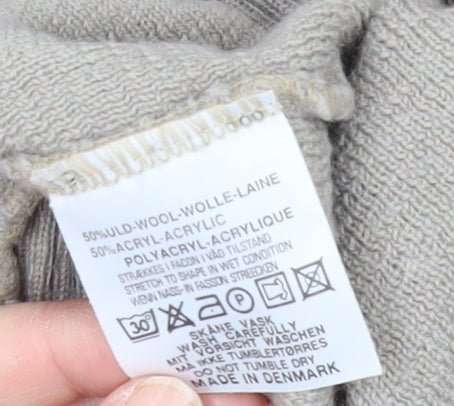 50%ULD-WOOL-WOLLE-LAINE
50%ACRYL-ACRYLIC
POLYACRYL-ACRYLIQUE
STRÆKKES I FACON I VÅD TILSTAND
STRETCH TO SHAPE IN WET CONDITION
WENN NASS-IN FASSON STREECKEN
30 P
SKÅNE VASK
WASH CAREFULLY
MIT VORSICHT WASCHEN
MA IKKE TUMBLERTØRRES
DO NOT TUMBLE DRY
MADE IN DENMARK